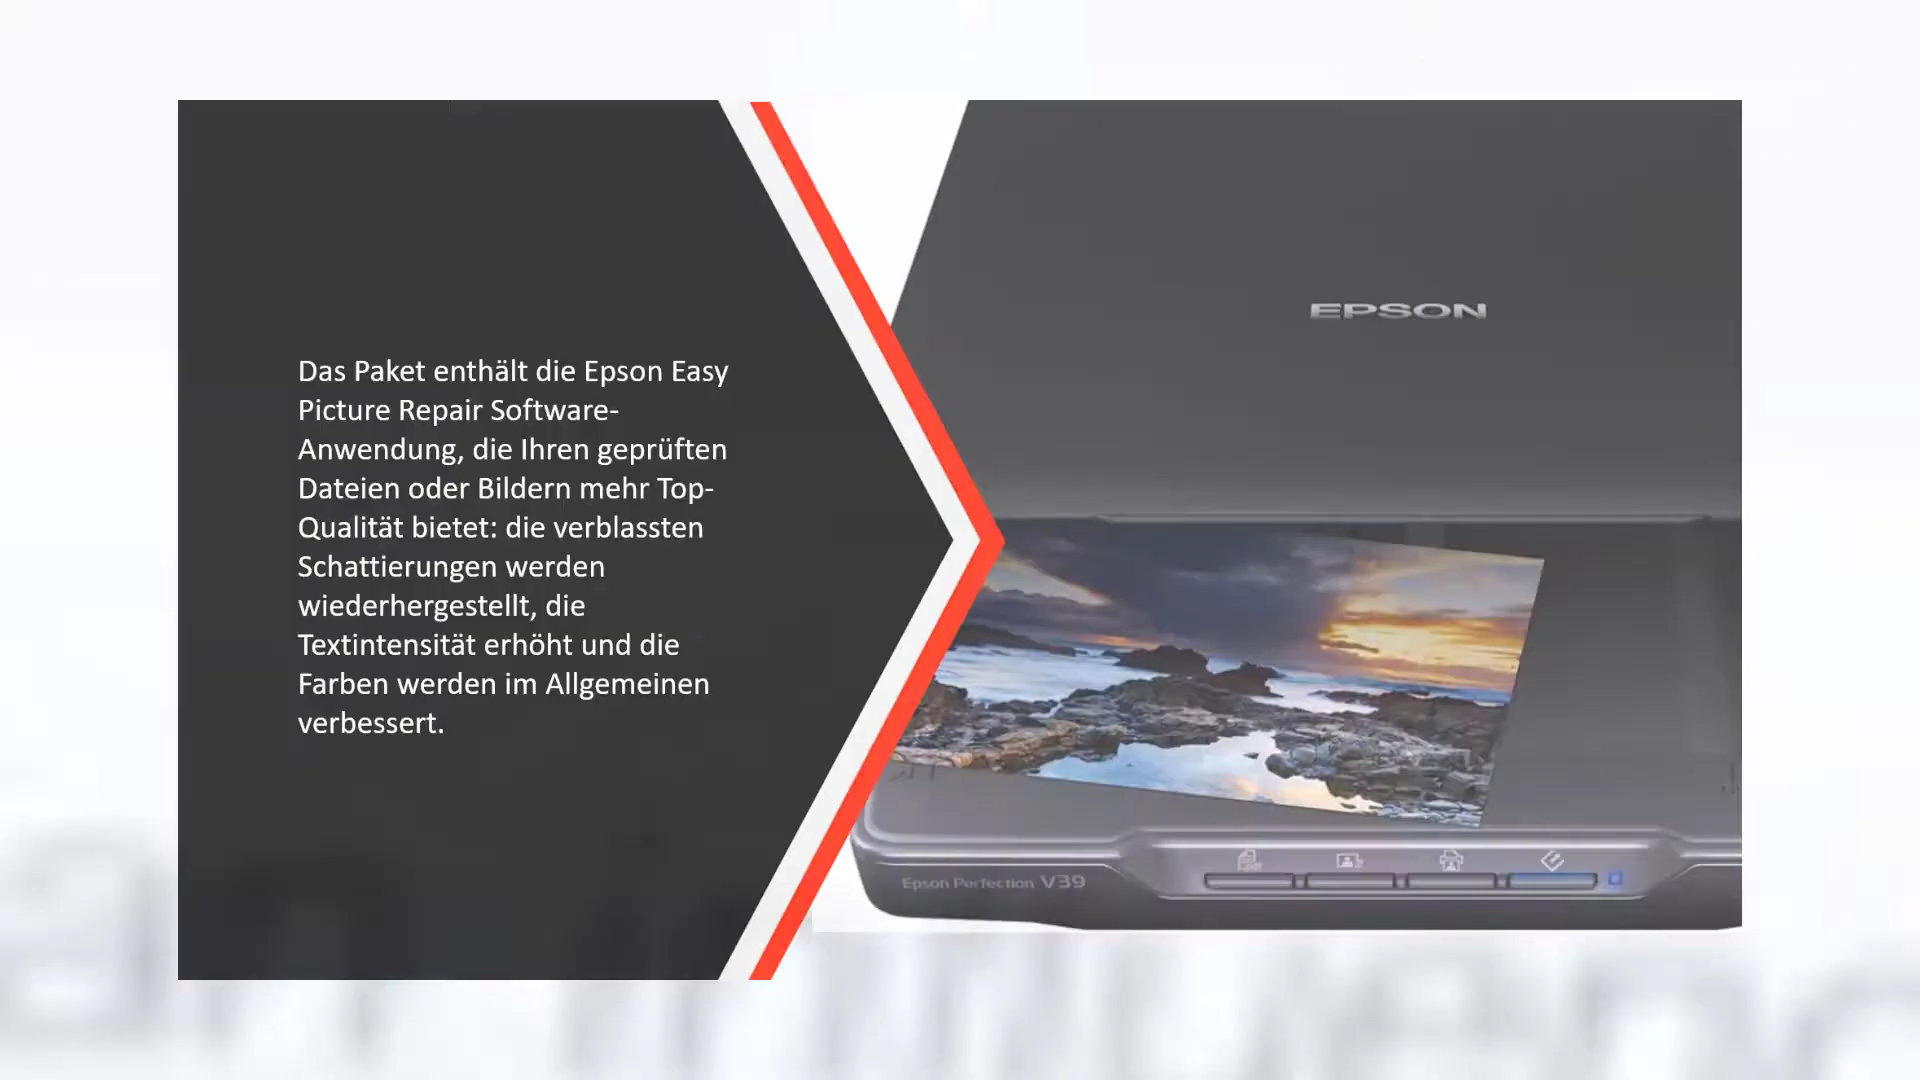 Das Paket enthält die Epson Easy
Picture Repair Software-
Anwendung, die Ihren geprüften
Dateien oder Bildern mehr Top-
Qualität bietet: die verblassten
Schattierungen werden
wiederhergestellt, die
Textintensität erhöht und die
Farben werden im Allgemeinen
verbessert.
EPSON
Epson Perfection V39